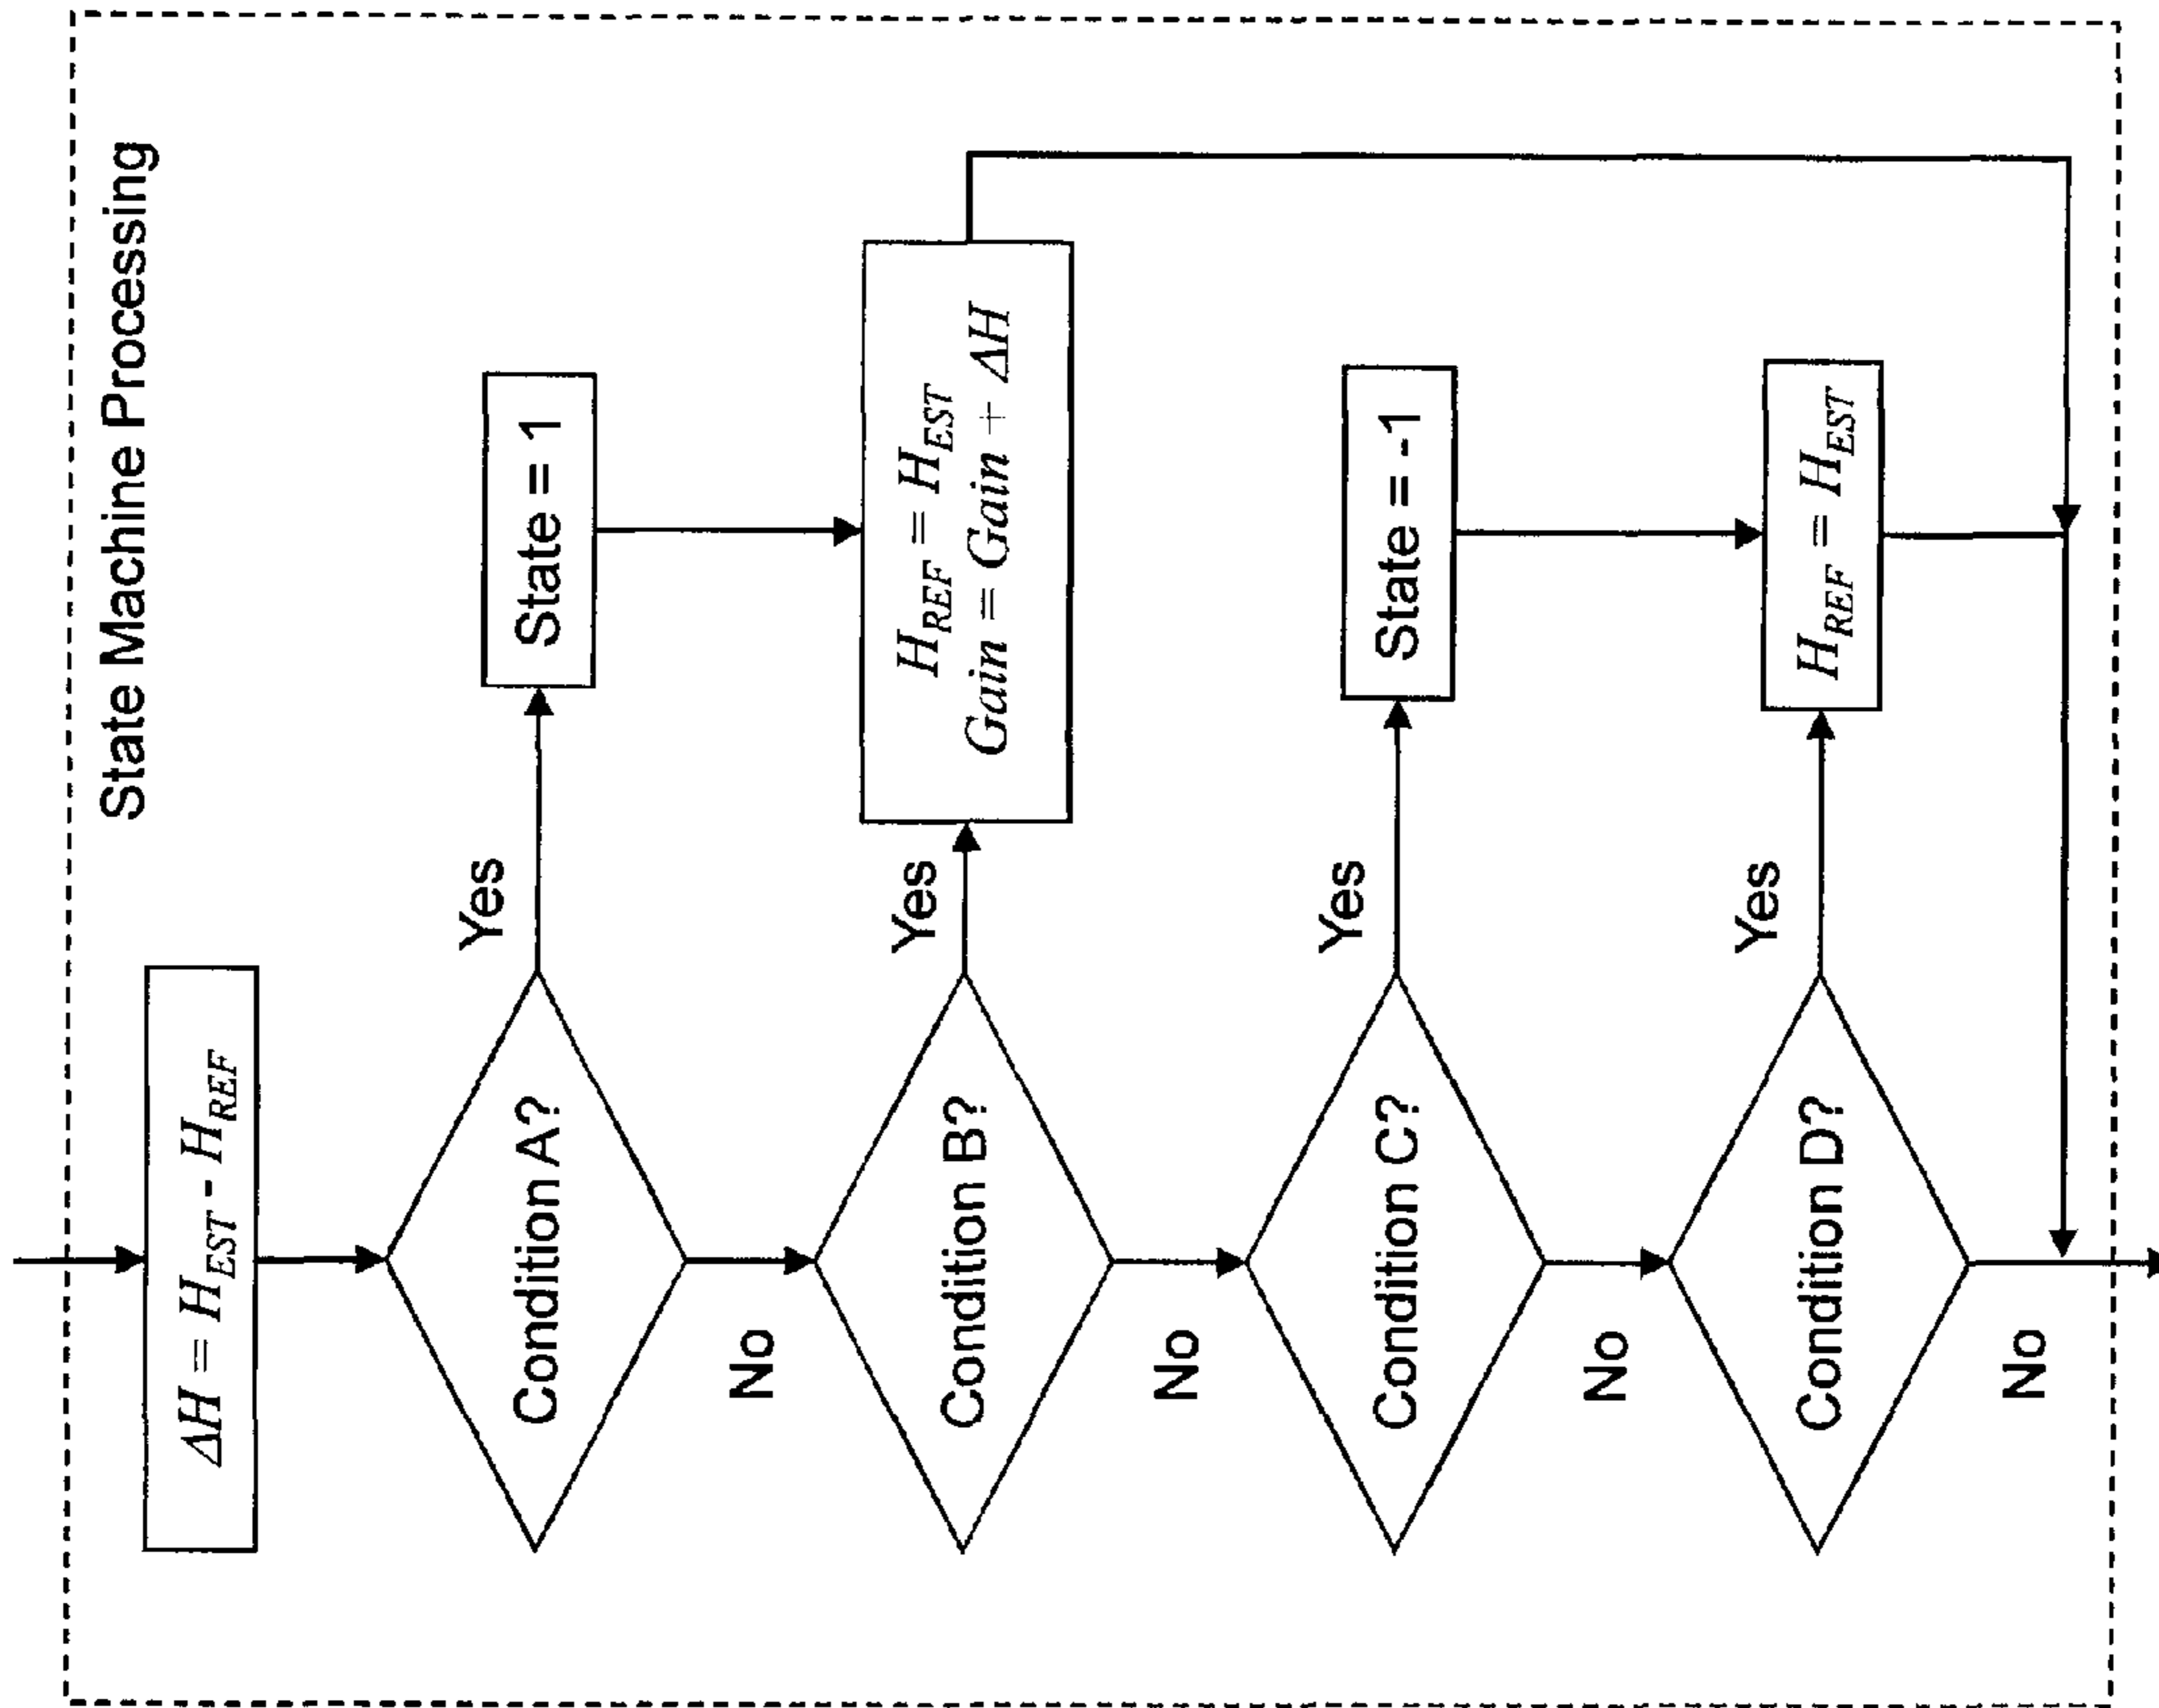 State Machine Processing
ΔH = H_EST - H_REF
Condition A?
Yes
State = 1
No
Condition B?
Yes
H_REF = H_EST
Gain = Gain + ΔH
No
Condition C?
Yes
State = -1
No
Condition D?
Yes
H_REF = H_EST
No